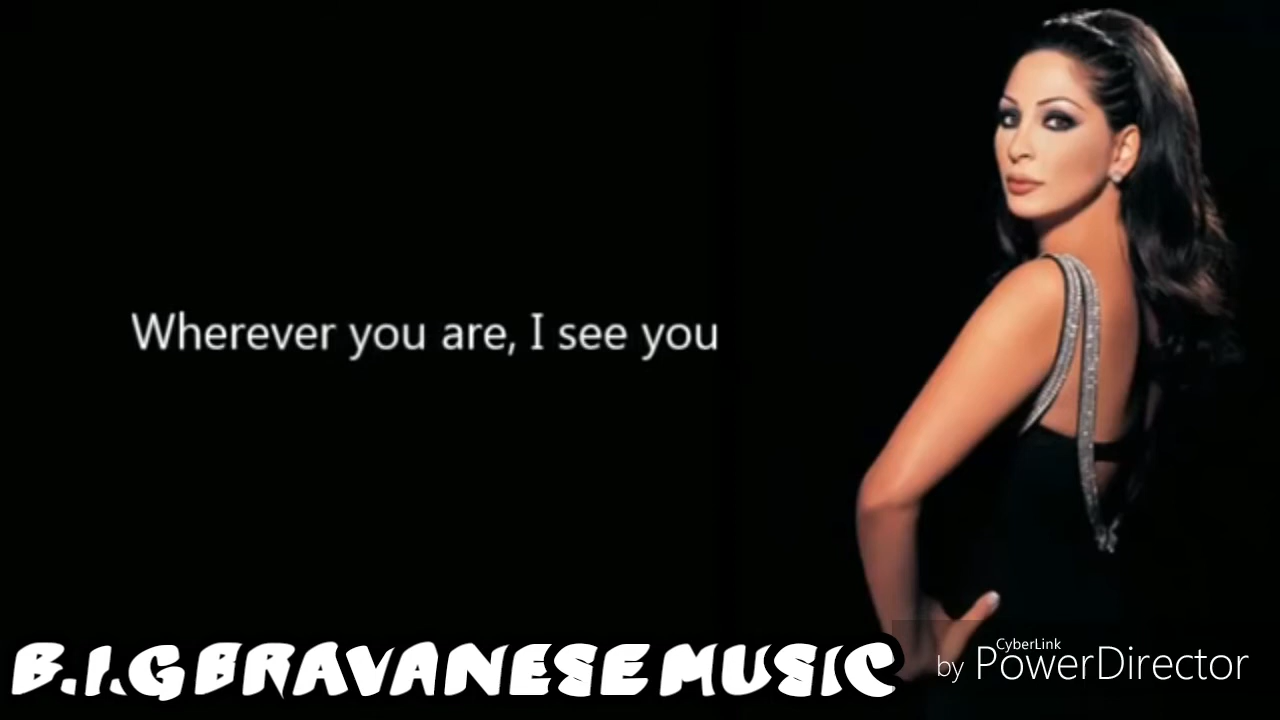 Wherever you are, I see you
B.I.G BRAVANESE MUSIC
CyberLink
by PowerDirector